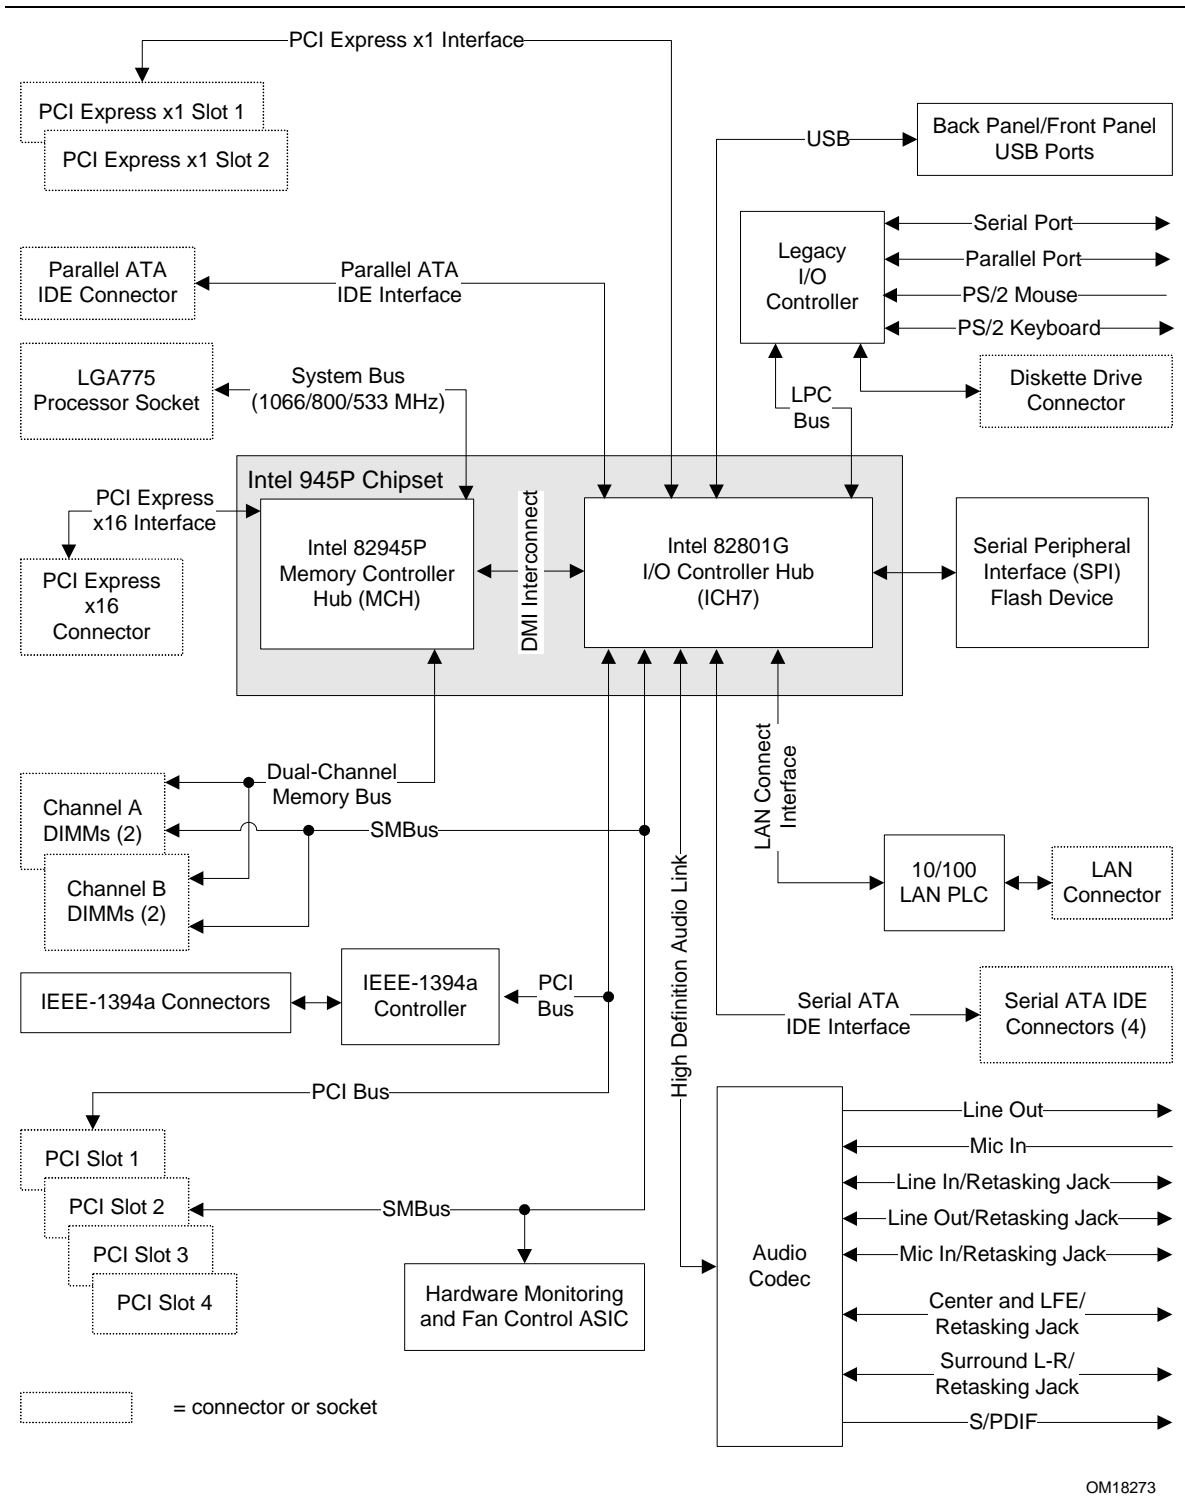 PCI Express x1 Interface
PCI Express x1 Slot 1
PCI Express x1 Slot 2
USB
Back Panel/Front Panel
USB Ports
Legacy
I/O
Controller
Serial Port
Parallel Port
PS/2 Mouse
PS/2 Keyboard
Parallel ATA
IDE Connector
Parallel ATA
IDE Interface
LGA775
Processor Socket
System Bus
(1066/800/533 MHz)
LPC
Bus
Diskette Drive
Connector
Intel 945P Chipset
PCI Express
x16 Interface
PCI Express
x16
Connector
Intel 82945P
Memory Controller
Hub (MCH)
DMI Interconnect
Intel 82801G
I/O Controller Hub
(ICH7)
Serial Peripheral
Interface (SPI)
Flash Device
Dual-Channel
Memory Bus
Channel A
DIMMs (2)
SMBus
Channel B
DIMMs (2)
LAN Connect
Interface
10/100
LAN PLC
LAN
Connector
High Definition Audio Link
IEEE-1394a Connectors
IEEE-1394a
Controller
PCI
Bus
Serial ATA
IDE Interface
Serial ATA IDE
Connectors (4)
PCI Bus
PCI Slot 1
PCI Slot 2
PCI Slot 3
PCI Slot 4
SMBus
Hardware Monitoring
and Fan Control ASIC
Audio
Codec
Line Out
Mic In
Line In/Retasking Jack
Line Out/Retasking Jack
Mic In/Retasking Jack
Center and LFE/
Retasking Jack
Surround L-R/
Retasking Jack
S/PDIF
= connector or socket
OM18273